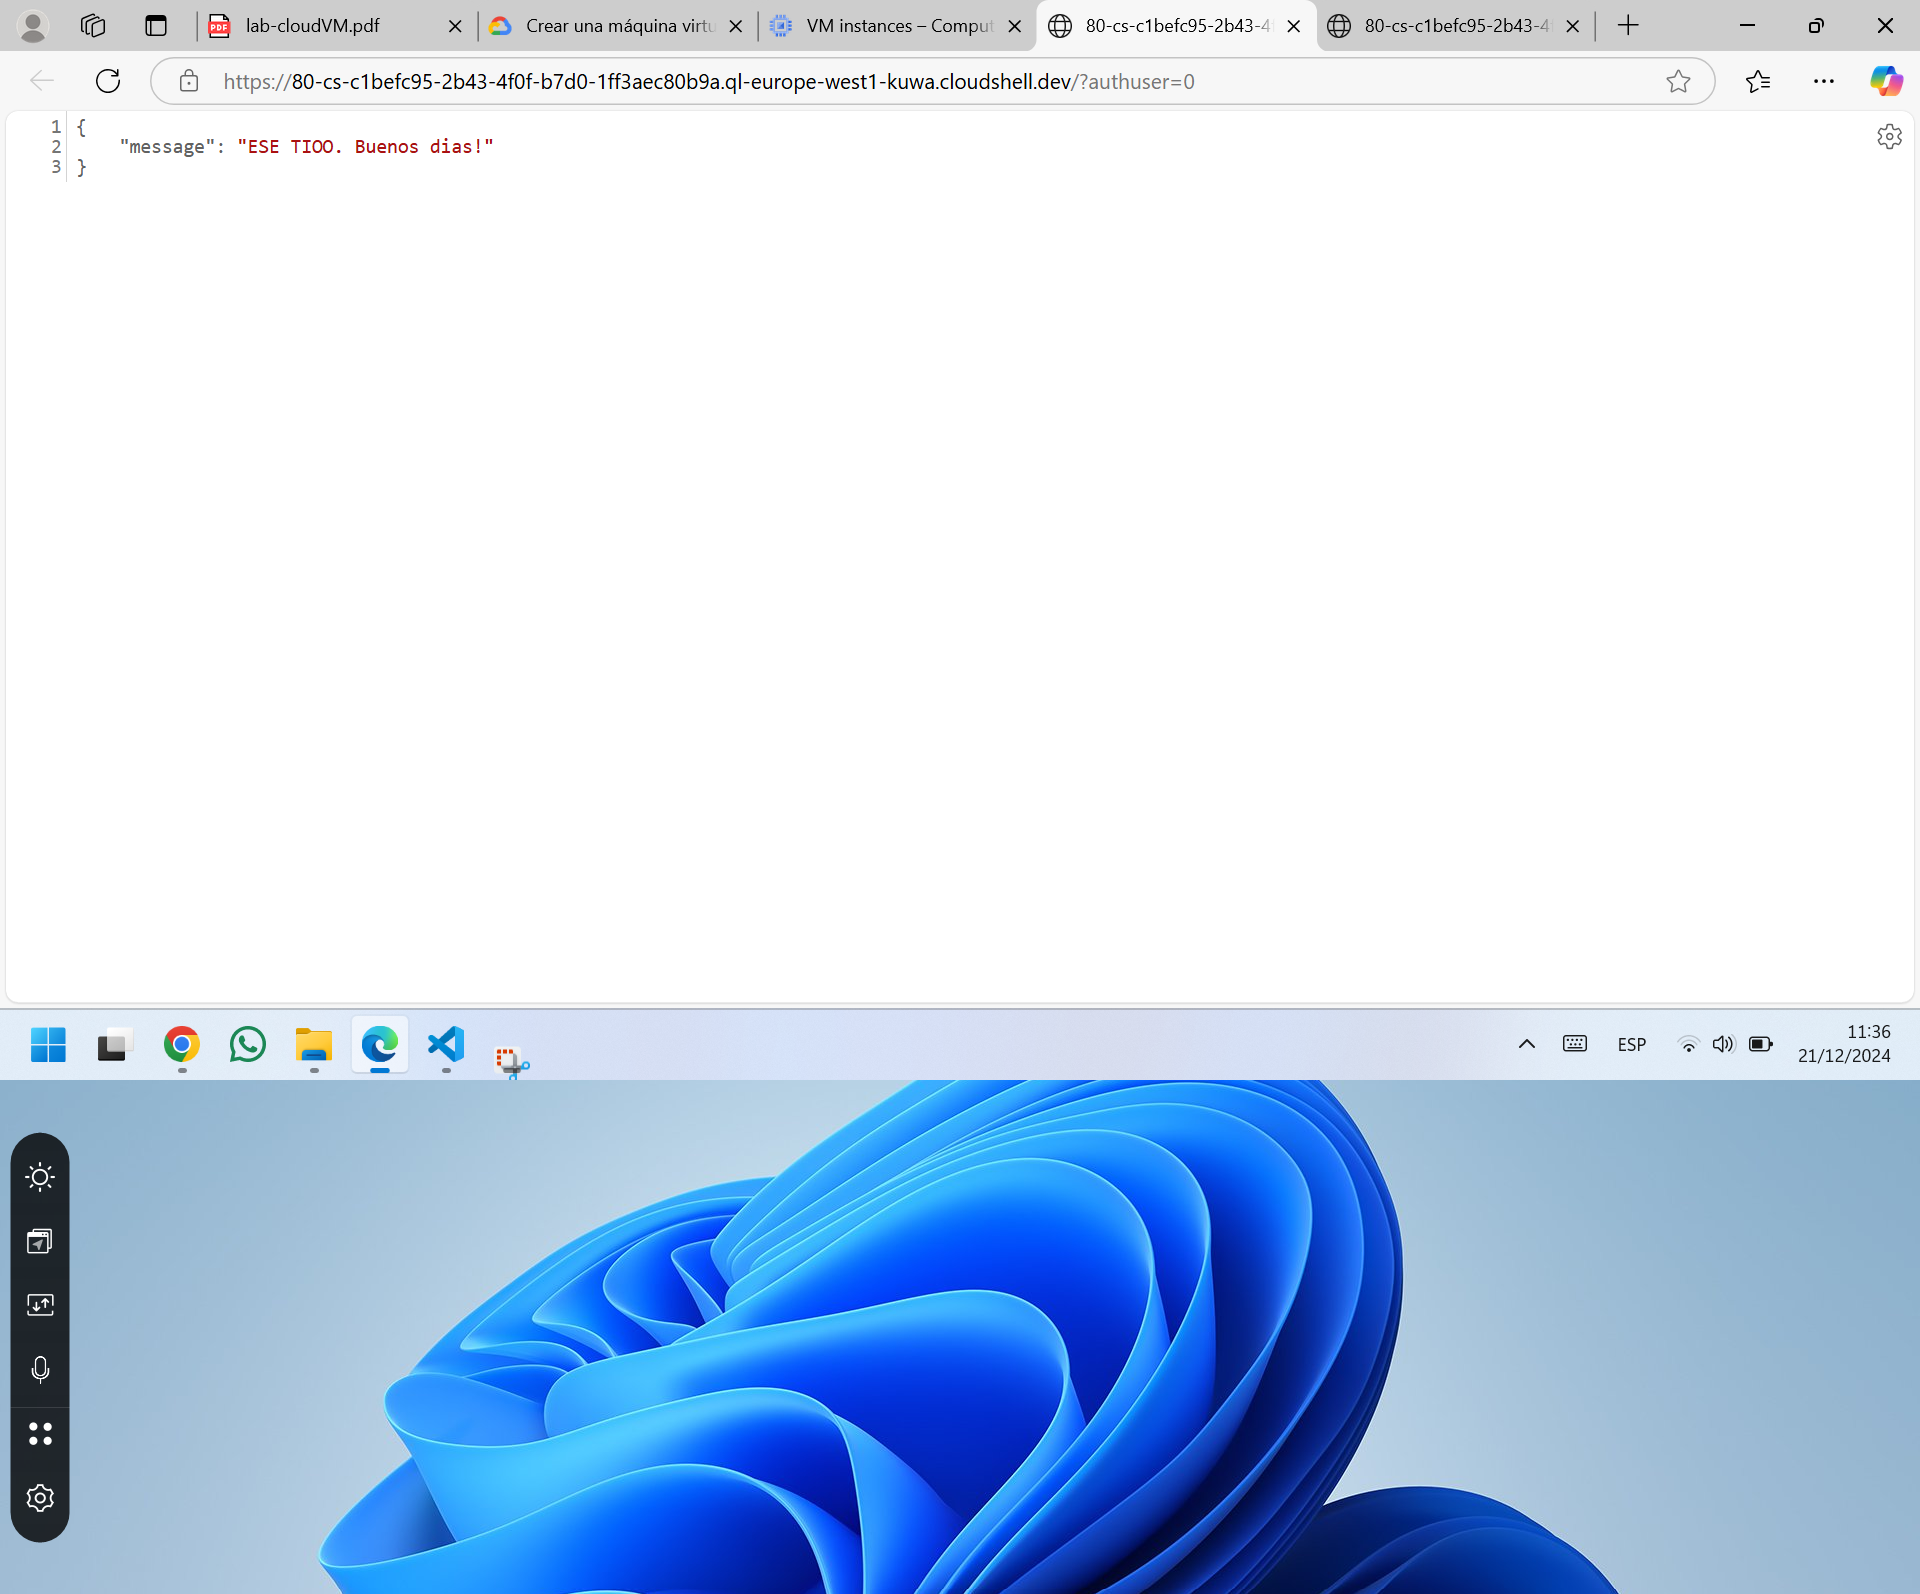 lab-cloudVM.pdf
Crear una máquina virtu
VM instances – Comput
80-cs-c1befc95-2b43-4
80-cs-c1befc95-2b43-4
https://80-cs-c1befc95-2b43-4f0f-b7d0-1ff3aec80b9a.ql-europe-west1-kuwa.cloudshell.dev/?authuser=0
1 {
2 "message": "ESE TIOO. Buenos dias!"
3 }
ESP
11:36
21/12/2024
PDF